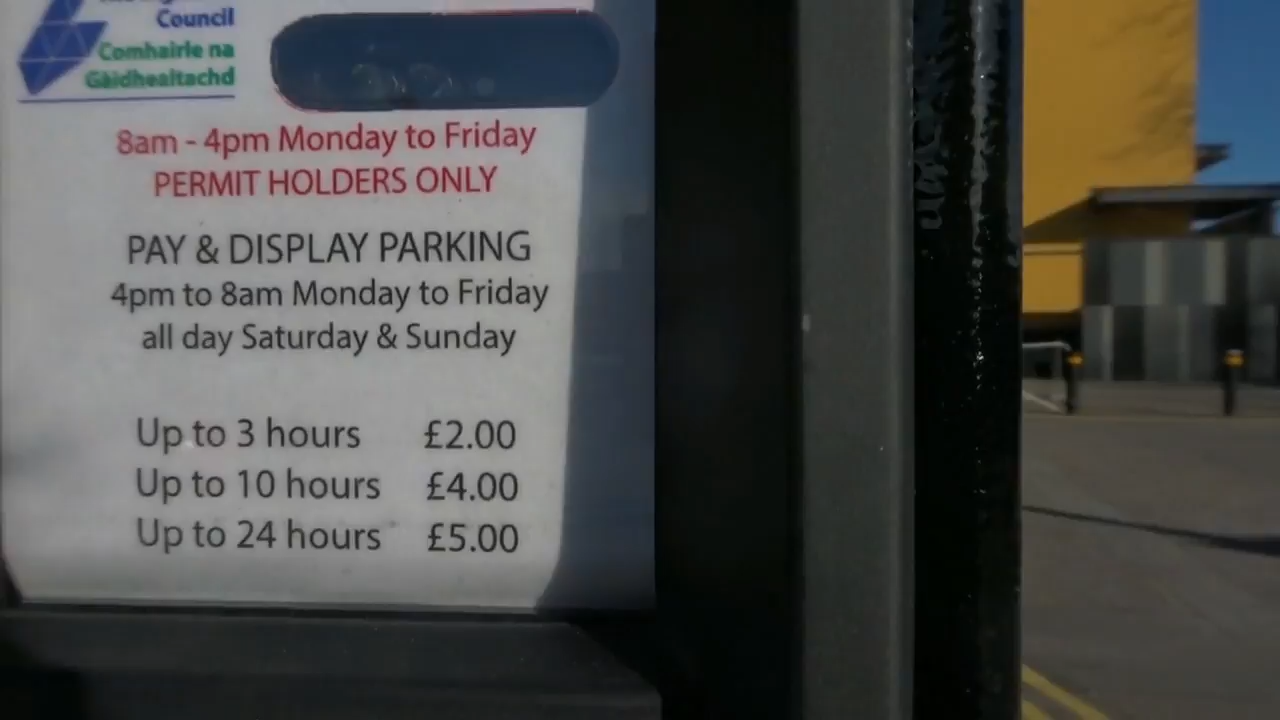 Council
Comhairle na
Gàidhealtachd
8am - 4pm Monday to Friday
PERMIT HOLDERS ONLY
PAY & DISPLAY PARKING
4pm to 8am Monday to Friday
all day Saturday & Sunday
Up to 3 hours £2.00
Up to 10 hours £4.00
Up to 24 hours £5.00